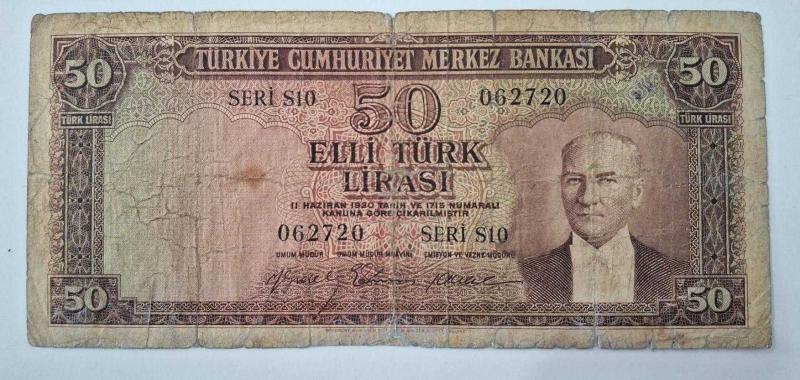 TÜRKİYE CUMHURİYET MERKEZ BANKASI
50 50
TÜRK LİRASI TÜRK LİRASI
SERİ S10 50 062720
ELLİ TÜRK
LİRASI
11 HAZİRAN 1930 TARİH VE 1715 NUMARALI
KANUNA GÖRE ÇIKARILMIŞTIR
062720 SERİ S10
UMUM MÜDÜR UMUM MÜDÜR MUAVİNİ EMİSYON VE VEZNE MÜDÜRÜ
50 50